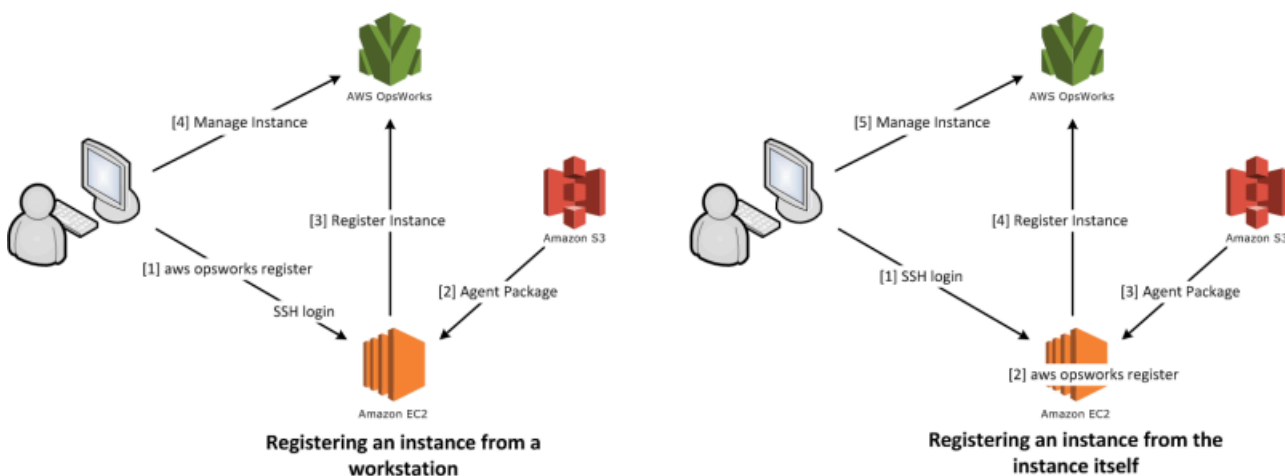 AWS OpsWorks
[4] Manage Instance
[3] Register Instance
Amazon S3
[1] aws opsworks register
[2] Agent Package
SSH login
Amazon EC2
Registering an instance from a
workstation
AWS OpsWorks
[5] Manage Instance
[4] Register Instance
Amazon S3
[1] SSH login
[3] Agent Package
[2] aws opsworks register
Amazon EC2
Registering an instance from the
instance itself